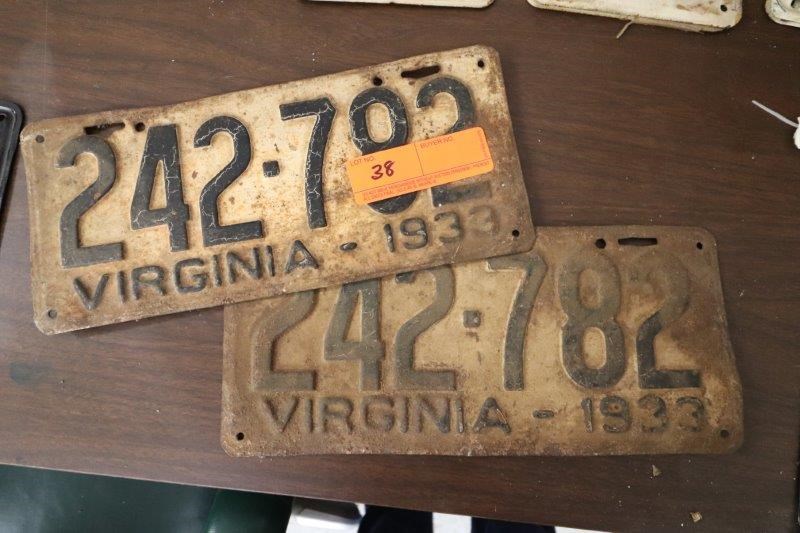 242·782
LOT NO. 38 BUYER NO.
VIRGINIA - 1933
242·782
VIRGINIA - 1933